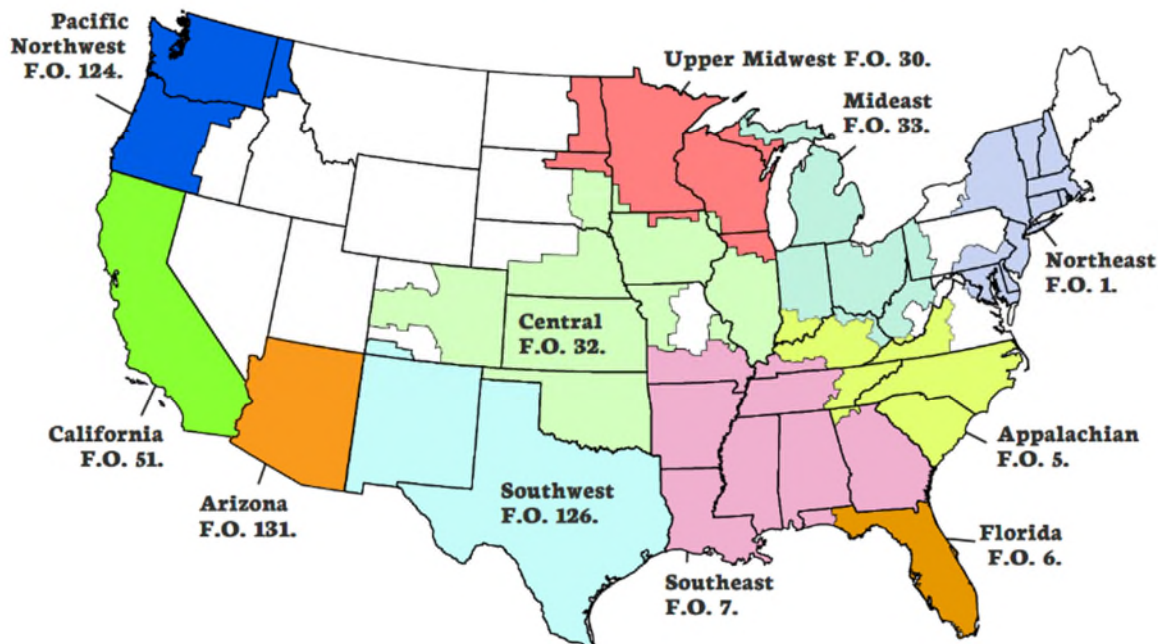 Pacific
Northwest
F.O. 124.
Upper Midwest F.O. 30.
Mideast
F.O. 33.
Northeast
F.O. 1.
Central
F.O. 32.
California
F.O. 51.
Arizona
F.O. 131.
Southwest
F.O. 126.
Appalachian
F.O. 5.
Southeast
F.O. 7.
Florida
F.O. 6.